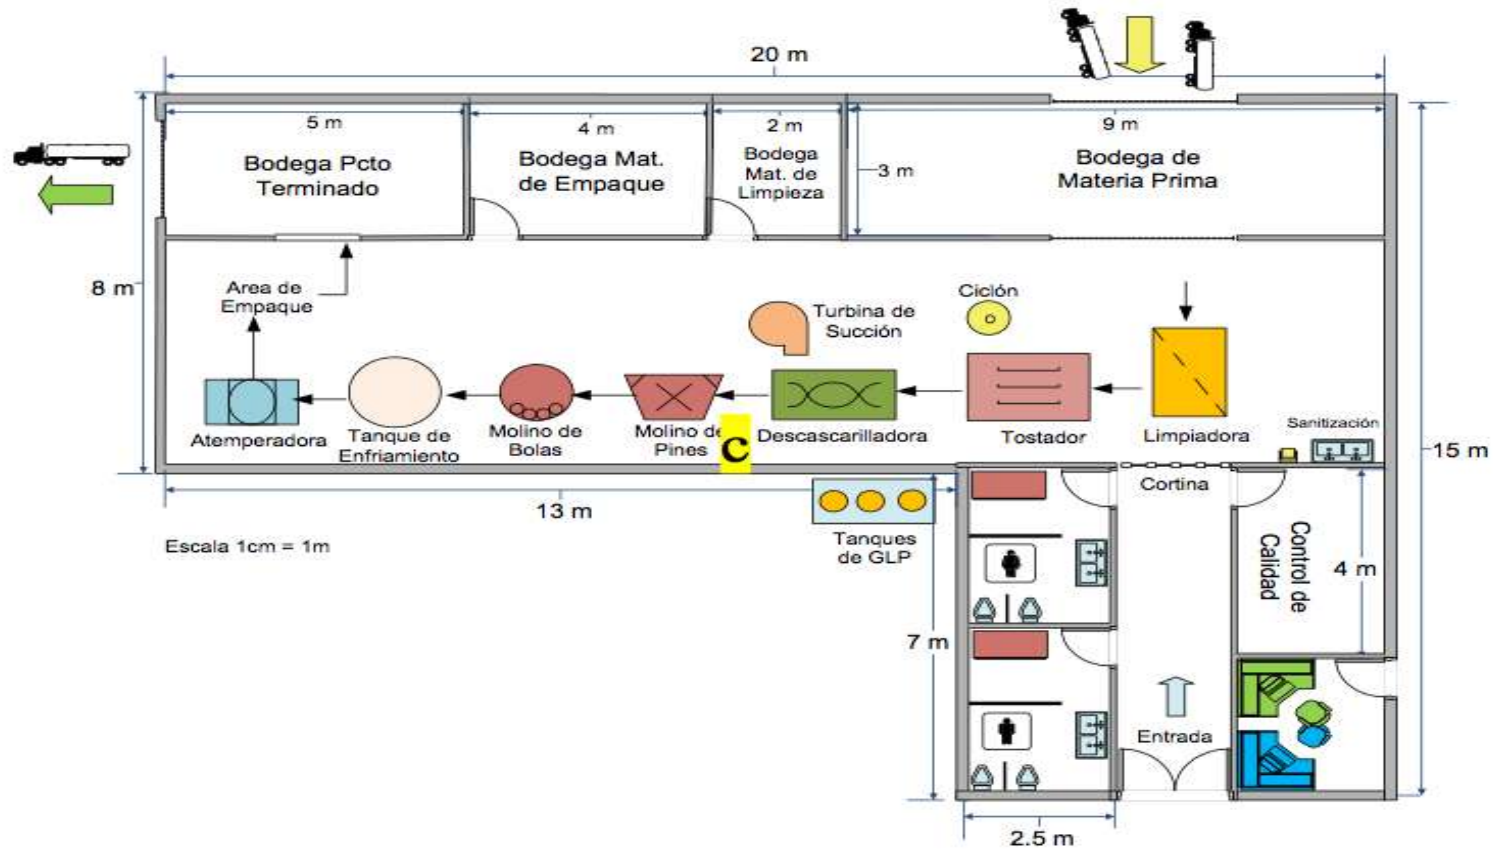 20 m
5 m
4 m
2 m
9 m
Bodega Pcto
Terminado
Bodega Mat.
de Empaque
Bodega
Mat. de
Limpieza
3 m
Bodega de
Materia Prima
8 m
Area de
Empaque
Turbina de
Succión
Ciclón
Atemperadora
Tanque de
Enfriamiento
Molino de
Bolas
Molino de
Pines
C
Descascarilladora
Tostador
Limpiadora
Sanitización
15 m
13 m
Cortina
Escala 1cm = 1m
Tanques
de GLP
Control de
Calidad
4 m
7 m
Entrada
2.5 m